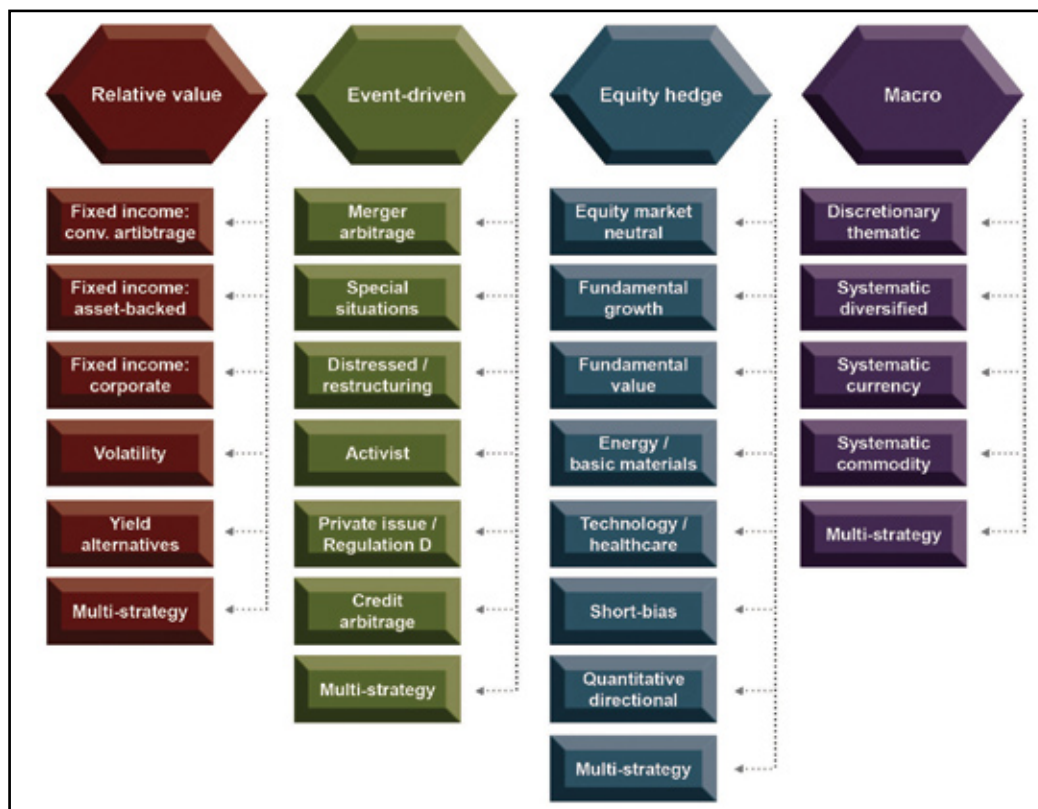 Relative value
Fixed income:
conv. artibtrage
Fixed income:
asset-backed
Fixed income:
corporate
Volatility
Yield
alternatives
Multi-strategy
Event-driven
Merger
arbitrage
Special
situations
Distressed /
restructuring
Activist
Private issue /
Regulation D
Credit
arbitrage
Multi-strategy
Equity hedge
Equity market
neutral
Fundamental
growth
Fundamental
value
Energy /
basic materials
Technology /
healthcare
Short-bias
Quantitative
directional
Multi-strategy
Macro
Discretionary
thematic
Systematic
diversified
Systematic
currency
Systematic
commodity
Multi-strategy